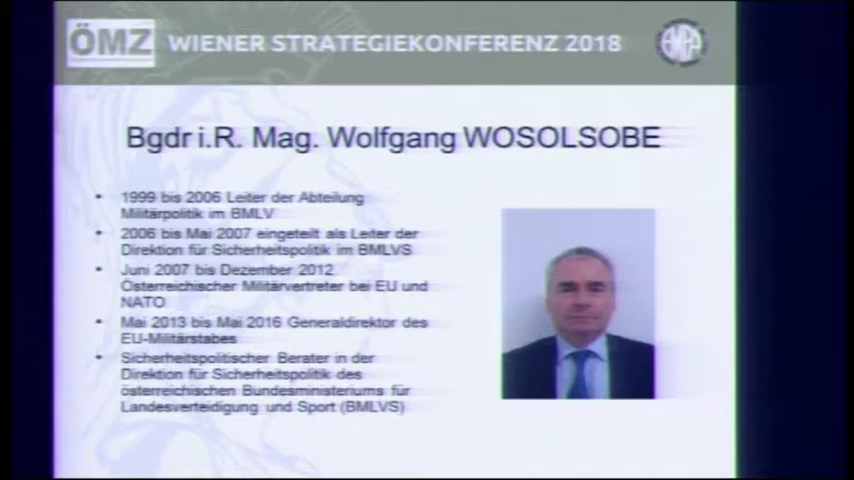 ÖMZ WIENER STRATEGIEKONFERENZ 2018
Bgdr i.R. Mag. Wolfgang WOSOLSOBE
• 1999 bis 2006 Leiter der Abteilung
Militärpolitik im BMLV
• 2006 bis Mai 2007 eingeteilt als Leiter der
Direktion für Sicherheitspolitik im BMLVS
• Juni 2007 bis Dezember 2012
Österreichischer Militärvertreter bei EU und
NATO
• Mai 2013 bis Mai 2016 Generaldirektor des
EU-Militärstabes
• Sicherheitspolitischer Berater in der
Direktion für Sicherheitspolitik des
österreichischen Bundesministeriums für
Landesverteidigung und Sport (BMLVS)